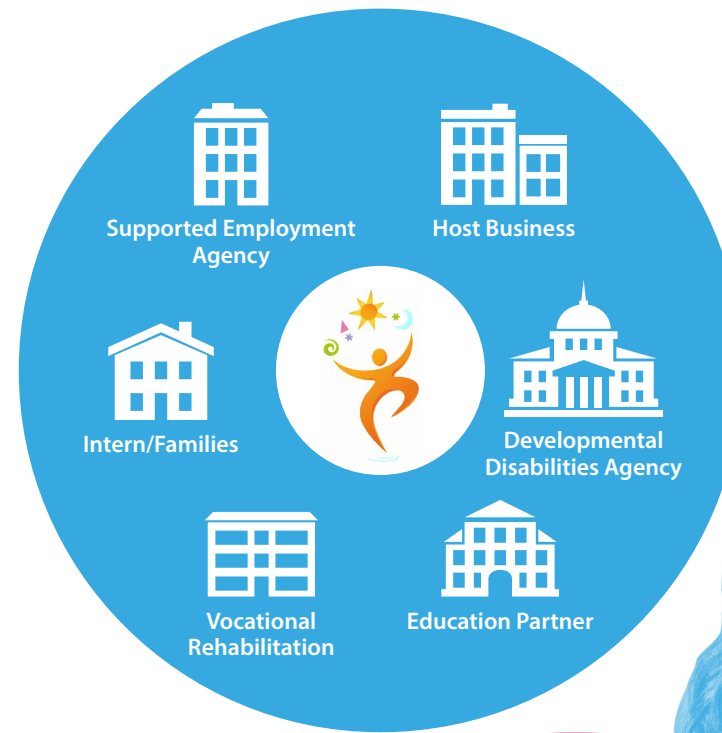 Supported Employment
Agency
Host Business
Intern/Families
Developmental
Disabilities Agency
Vocational
Rehabilitation
Education Partner